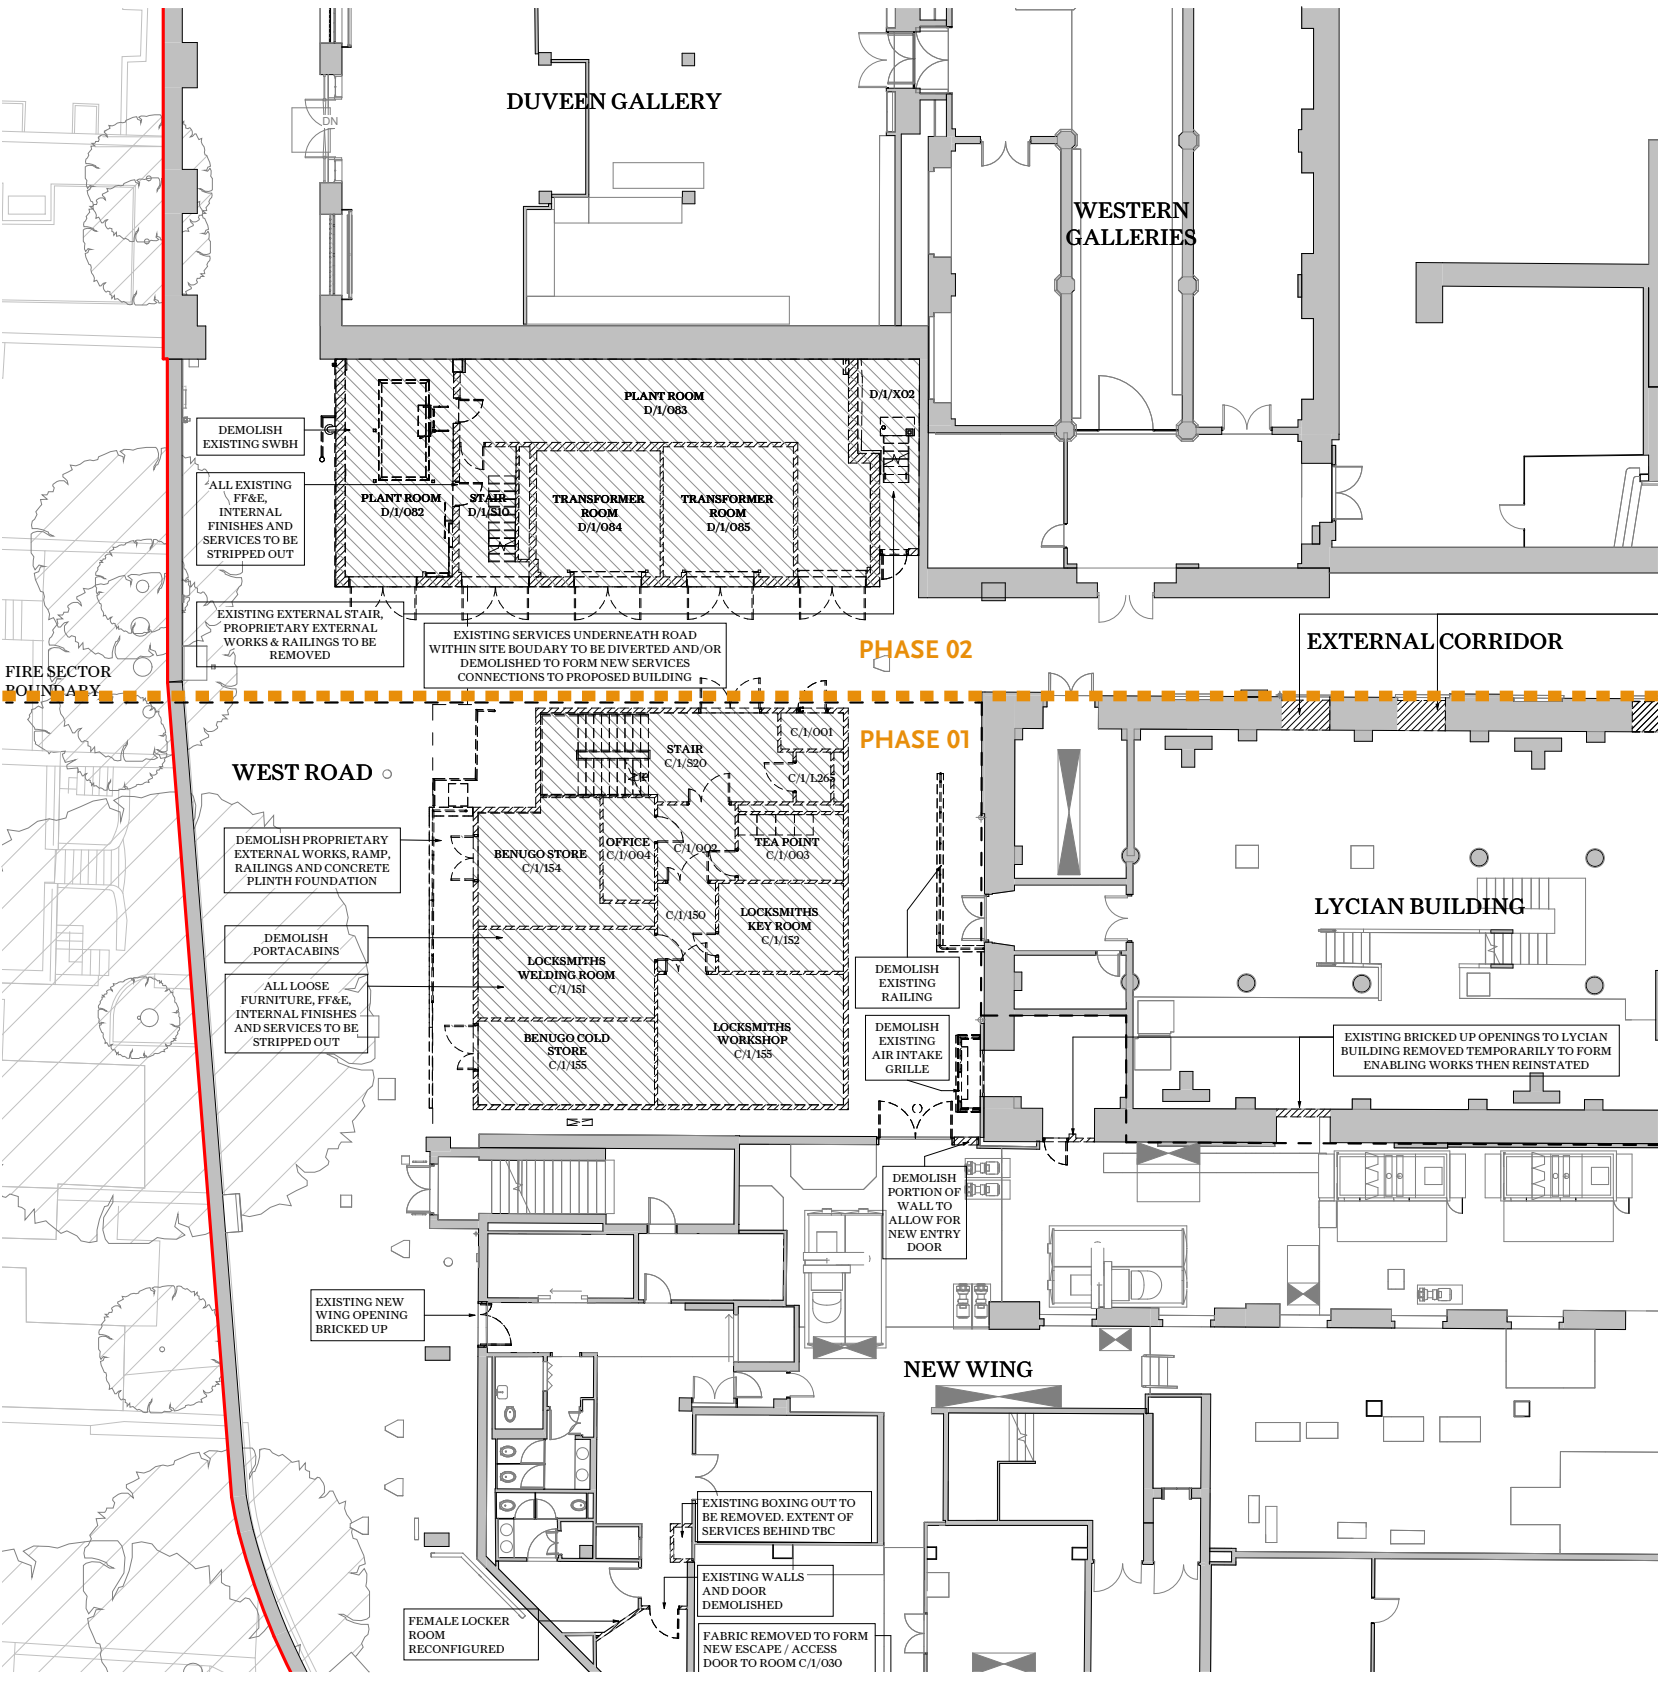 DUVEEN GALLERY
DN
WESTERN
GALLERIES
PLANT ROOM
D/1/083
D/1/X02
DEMOLISH
EXISTING SWBH
ALL EXISTING
FF&E,
INTERNAL
FINISHES AND
SERVICES TO BE
STRIPPED OUT
PLANT ROOM
D/1/082
STAIR
D/1/S10
TRANSFORMER
ROOM
D/1/084
TRANSFORMER
ROOM
D/1/085
EXISTING EXTERNAL STAIR,
PROPRIETARY EXTERNAL
WORKS & RAILINGS TO BE
REMOVED
EXISTING SERVICES UNDERNEATH ROAD
WITHIN SITE BOUDARY TO BE DIVERTED AND/OR
DEMOLISHED TO FORM NEW SERVICES
CONNECTIONS TO PROPOSED BUILDING
PHASE 02
EXTERNAL CORRIDOR
FIRE SECTOR
BOUNDARY
PHASE 01
WEST ROAD
STAIR
C/1/S20
C/1/001
C/1/L265
UP
DEMOLISH PROPRIETARY
EXTERNAL WORKS, RAMP,
RAILINGS AND CONCRETE
PLINTH FOUNDATION
BENUGO STORE
C/1/154
OFFICE
C/1/004
C/1/002
TEA POINT
C/1/003
C/1/150
LOCKSMITHS
KEY ROOM
C/1/152
LYCIAN BUILDING
DEMOLISH
PORTACABINS
ALL LOOSE
FURNITURE, FF&E,
INTERNAL FINISHES
AND SERVICES TO BE
STRIPPED OUT
LOCKSMITHS
WELDING ROOM
C/1/151
BENUGO COLD
STORE
C/1/155
LOCKSMITHS
WORKSHOP
C/1/155
DEMOLISH
EXISTING
RAILING
DEMOLISH
EXISTING
AIR INTAKE
GRILLE
EXISTING BRICKED UP OPENINGS TO LYCIAN
BUILDING REMOVED TEMPORARILY TO FORM
ENABLING WORKS THEN REINSTATED
DEMOLISH
PORTION OF
WALL TO
ALLOW FOR
NEW ENTRY
DOOR
EXISTING NEW
WING OPENING
BRICKED UP
NEW WING
EXISTING BOXING OUT TO
BE REMOVED. EXTENT OF
SERVICES BEHIND TBC
EXISTING WALLS
AND DOOR
DEMOLISHED
FEMALE LOCKER
ROOM
RECONFIGURED
FABRIC REMOVED TO FORM
NEW ESCAPE / ACCESS
DOOR TO ROOM C/1/030